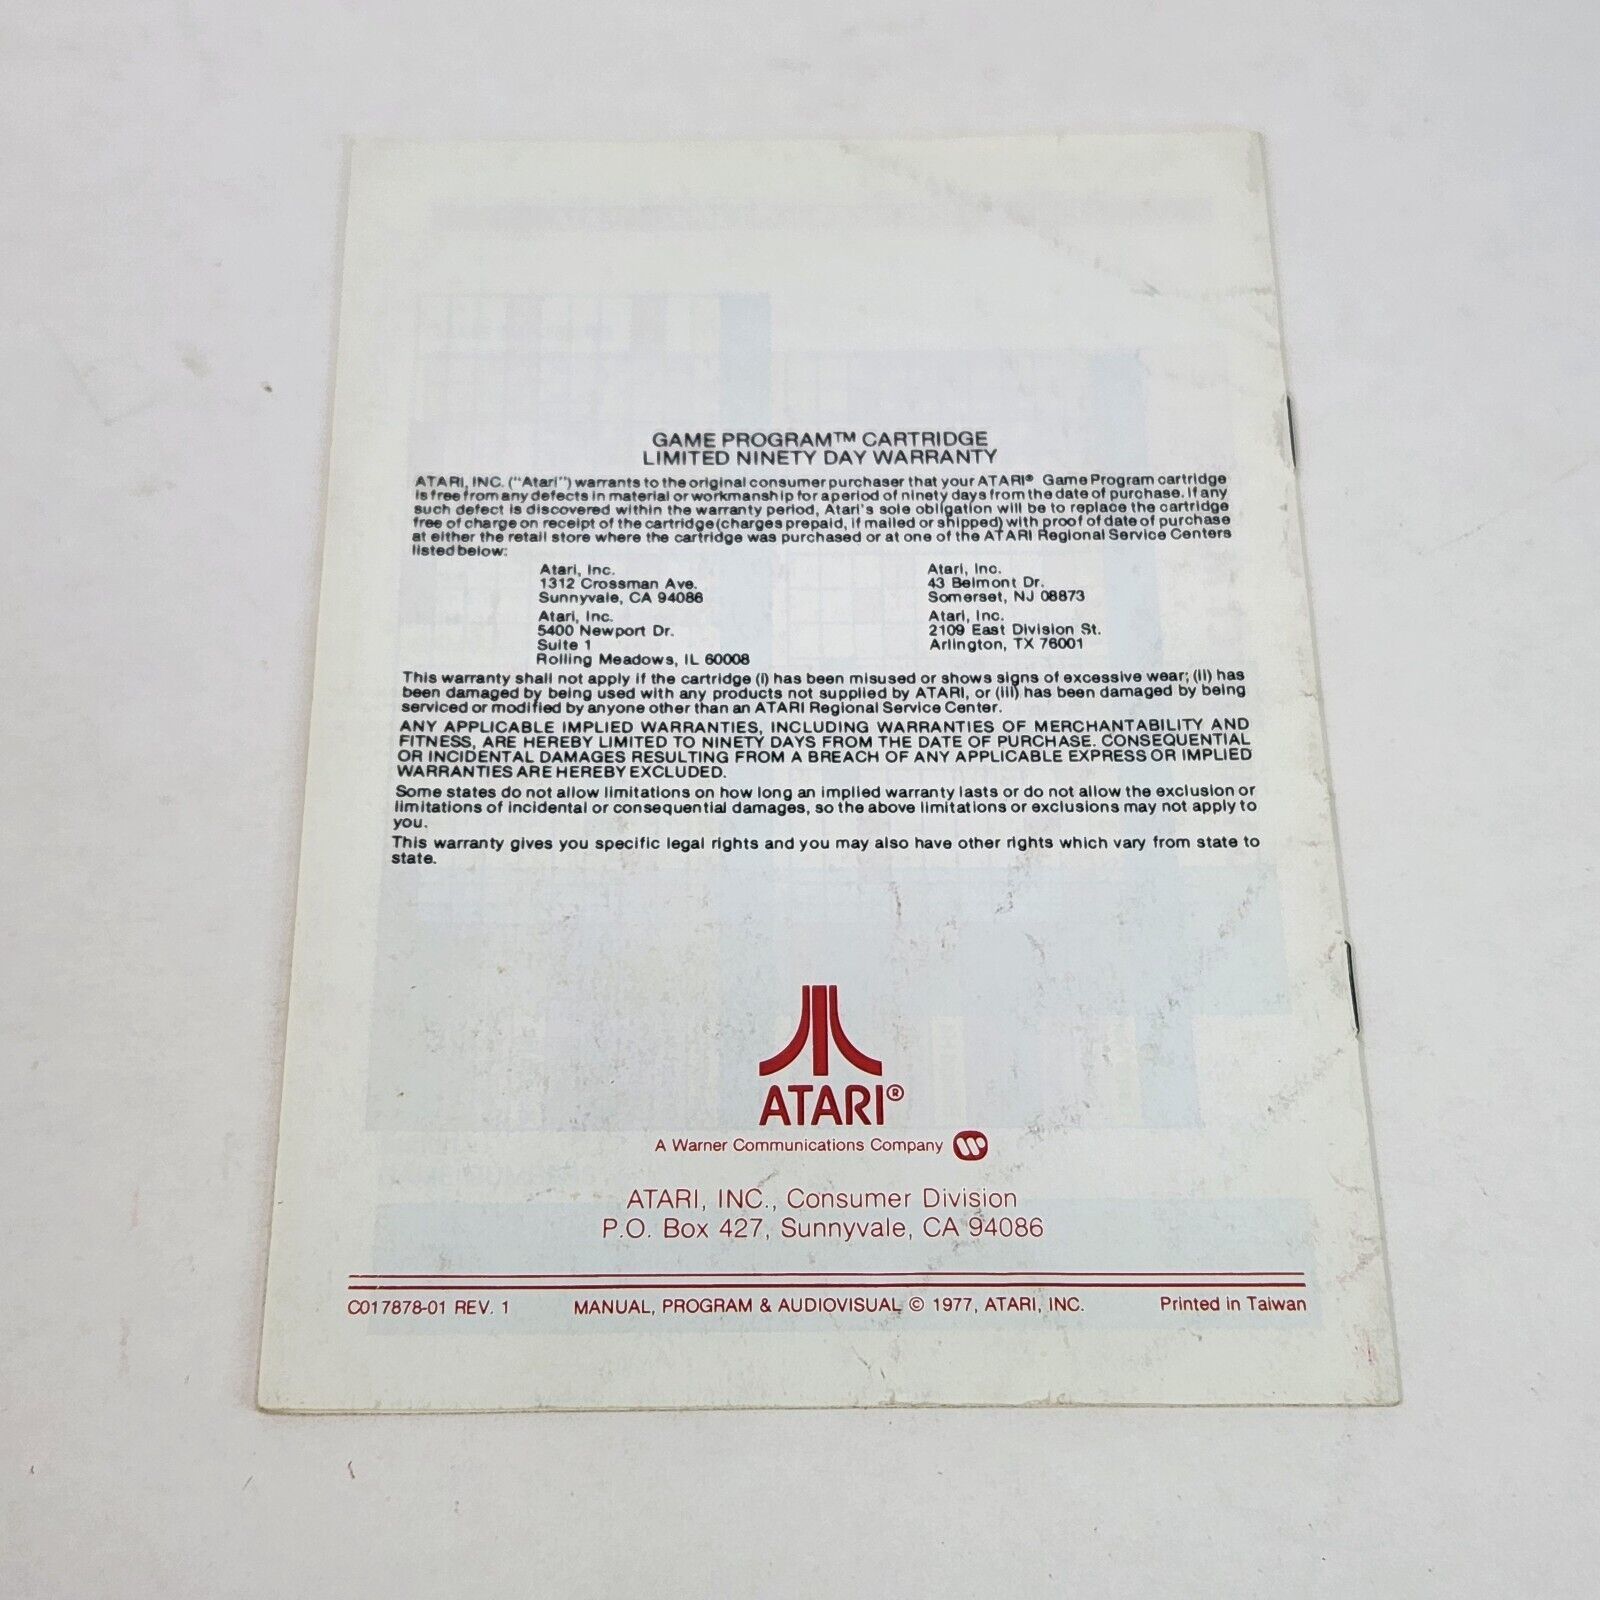 GAME PROGRAM™ CARTRIDGE
LIMITED NINETY DAY WARRANTY
ATARI, INC. ("Atari") warrants to the original consumer purchaser that your ATARI® Game Program cartridge
is free from any defects in material or workmanship for a period of ninety days from the date of purchase. If any
such defect is discovered within the warranty period, Atari's sole obligation will be to replace the cartridge
free of charge on receipt of the cartridge (charges prepaid, if mailed or shipped) with proof of date of purchase
at either the retail store where the cartridge was purchased or at one of the ATARI Regional Service Centers
listed below:
Atari, Inc.
1312 Crossman Ave.
Sunnyvale, CA 94086
Atari, Inc.
43 Belmont Dr.
Somerset, NJ 08873
Atari, Inc.
5400 Newport Dr.
Suite 1
Rolling Meadows, IL 60008
Atari, Inc.
2109 East Division St.
Arlington, TX 76001
This warranty shall not apply if the cartridge (i) has been misused or shows signs of excessive wear; (ii) has
been damaged by being used with any products not supplied by ATARI, or (iii) has been damaged by being
serviced or modified by anyone other than an ATARI Regional Service Center.
ANY APPLICABLE IMPLIED WARRANTIES, INCLUDING WARRANTIES OF MERCHANTABILITY AND
FITNESS, ARE HEREBY LIMITED TO NINETY DAYS FROM THE DATE OF PURCHASE. CONSEQUENTIAL
OR INCIDENTAL DAMAGES RESULTING FROM A BREACH OF ANY APPLICABLE EXPRESS OR IMPLIED
WARRANTIES ARE HEREBY EXCLUDED.
Some states do not allow limitations on how long an implied warranty lasts or do not allow the exclusion or
limitations of incidental or consequential damages, so the above limitations or exclusions may not apply to
you.
This warranty gives you specific legal rights and you may also have other rights which vary from state to
state.
ATARI®
A Warner Communications Company
ATARI, INC., Consumer Division
P.O. Box 427, Sunnyvale, CA 94086
C017878-01 REV. 1 MANUAL, PROGRAM & AUDIOVISUAL © 1977, ATARI, INC. Printed in Taiwan